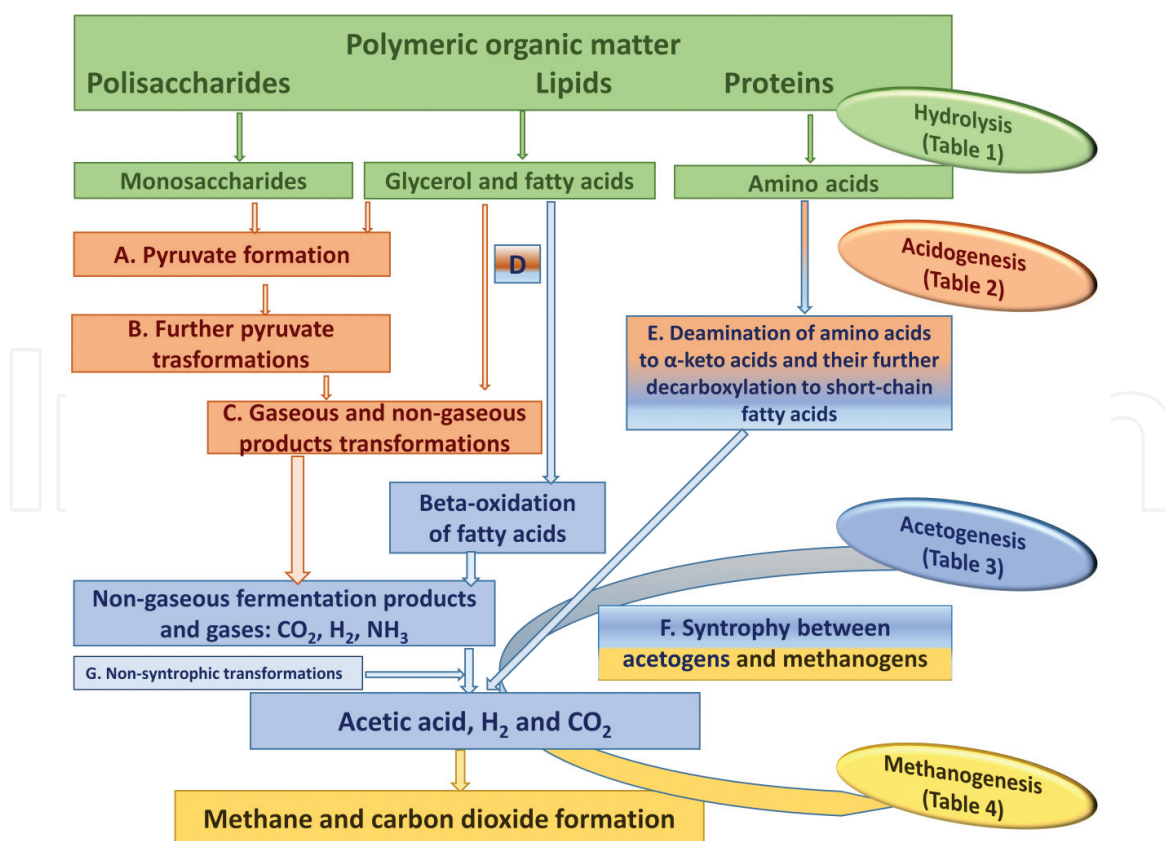 Polymeric organic matter
Polisaccharides Lipids Proteins
Hydrolysis
(Table 1)
Monosaccharides
Glycerol and fatty acids
Amino acids
A. Pyruvate formation
D
Acidogenesis
(Table 2)
B. Further pyruvate
trasformations
E. Deamination of amino acids
to α-keto acids and their further
decarboxylation to short-chain
fatty acids
C. Gaseous and non-gaseous
products transformations
Beta-oxidation
of fatty acids
Acetogenesis
(Table 3)
Non-gaseous fermentation products
and gases: CO₂, H₂, NH₃
F. Syntrophy between
acetogens and methanogens
G. Non-syntrophic transformations
Acetic acid, H₂ and CO₂
Methanogenesis
(Table 4)
Methane and carbon dioxide formation